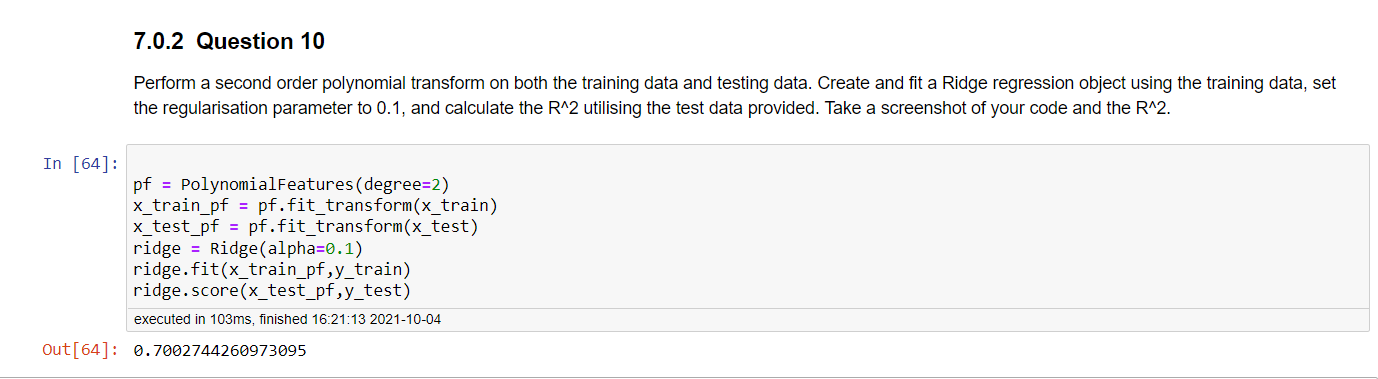 7.0.2 Question 10
Perform a second order polynomial transform on both the training data and testing data. Create and fit a Ridge regression object using the training data, set
the regularisation parameter to 0.1, and calculate the R^2 utilising the test data provided. Take a screenshot of your code and the R^2.
In [64]:
pf = PolynomialFeatures(degree=2)
x_train_pf = pf.fit_transform(x_train)
x_test_pf = pf.fit_transform(x_test)
ridge = Ridge(alpha=0.1)
ridge.fit(x_train_pf,y_train)
ridge.score(x_test_pf,y_test)
executed in 103ms, finished 16:21:13 2021-10-04
Out[64]: 0.7002744260973095